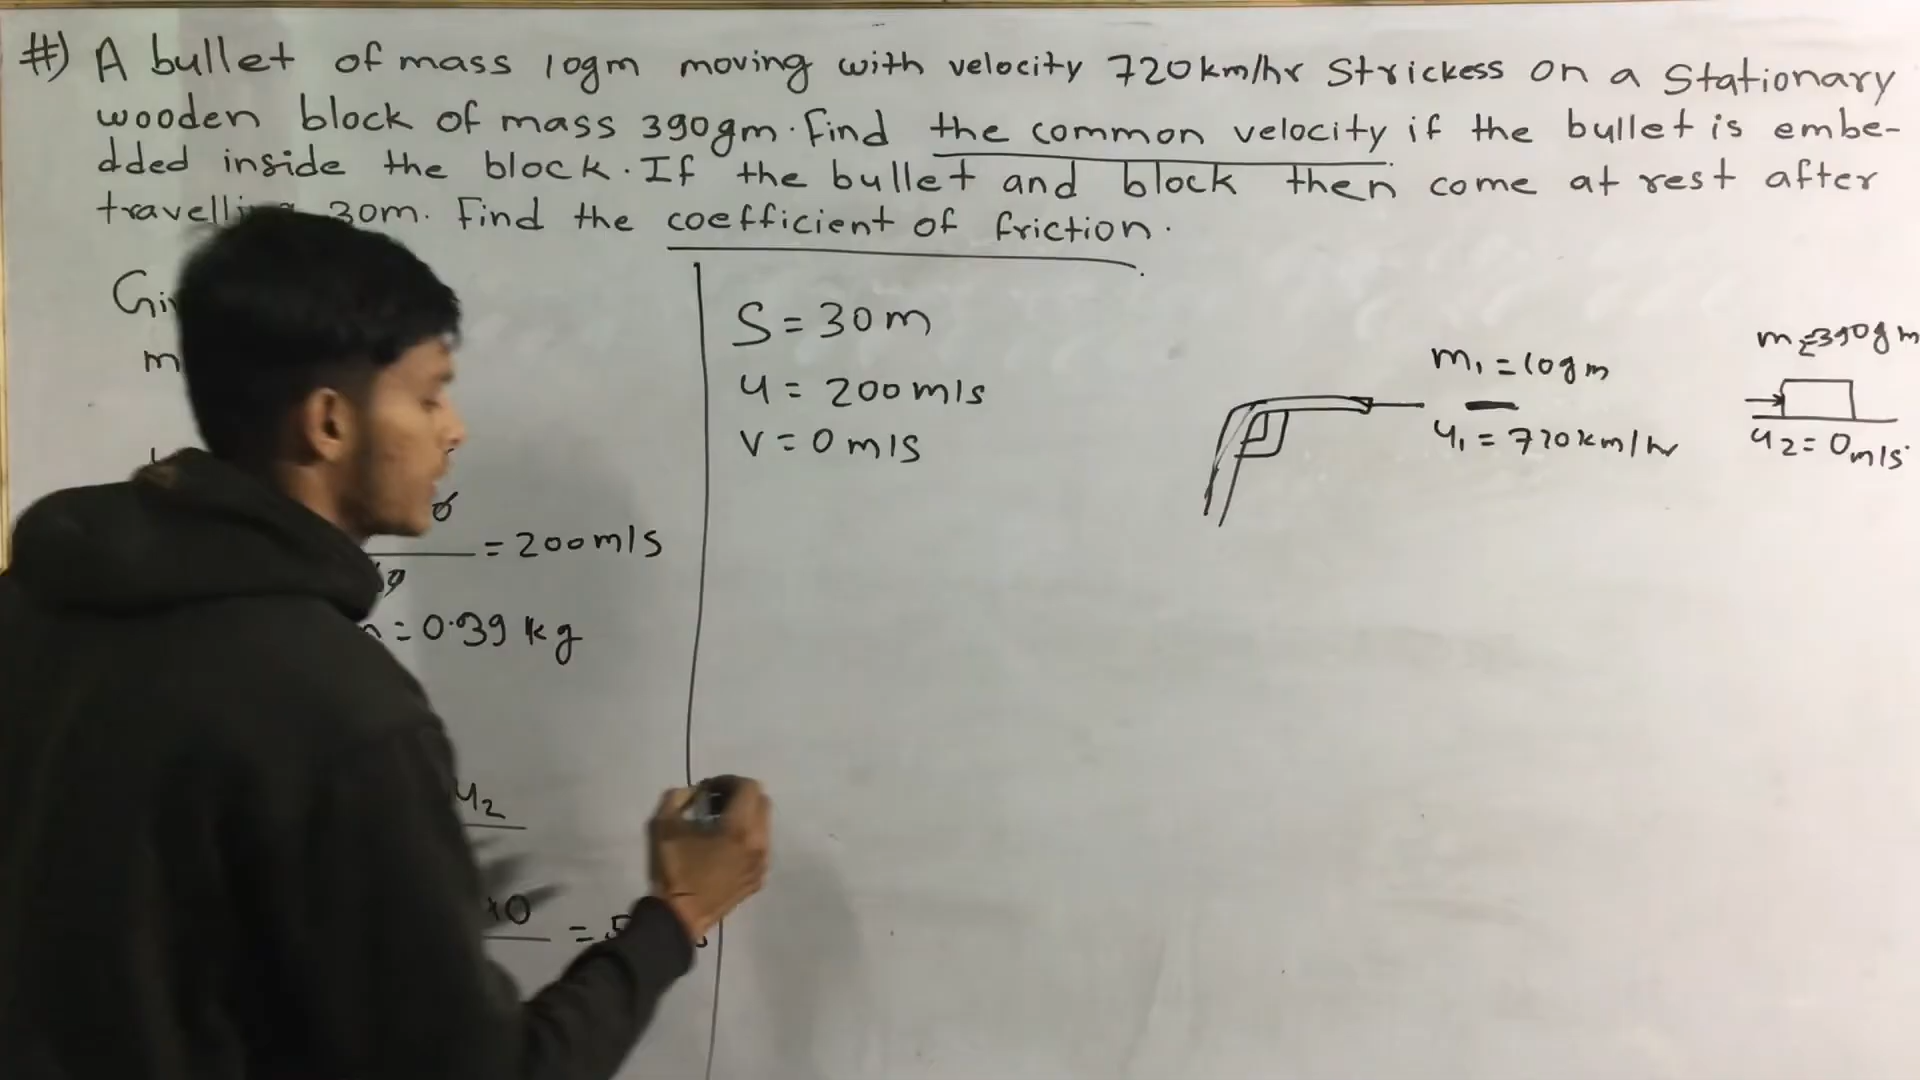 #) A bullet of mass 10gm moving with velocity 720km/hr Strickess on a stationary
wooden block of mass 390gm. Find the common velocity if the bullet is embe-
dded inside the block. If the bullet and block then come at rest after
travelling 30m. Find the coefficient of friction.
Gi
m
= 200m/s
= 0.39 kg
u2
×0
= 5
S = 30m
u = 200m/s
v = 0m/s
m1 = 10gm
u1 = 720km/hr
m2=390gm
u2 = 0m/s